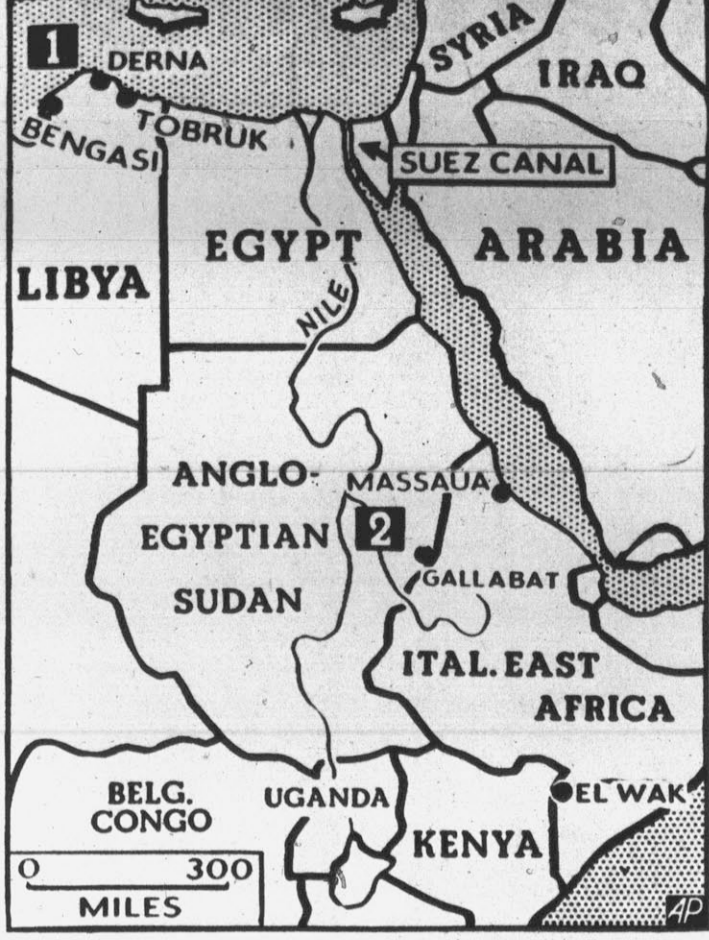 1
DERNA
SYRIA
IRAQ
BENGASI
TOBRUK
SUEZ CANAL
EGYPT
ARABIA
LIBYA
NILE
ANGLO-
EGYPTIAN
SUDAN
MASSAUA
2
GALLABAT
ITAL. EAST
AFRICA
BELG.
CONGO
UGANDA
EL WAK
KENYA
0 300
MILES
AP